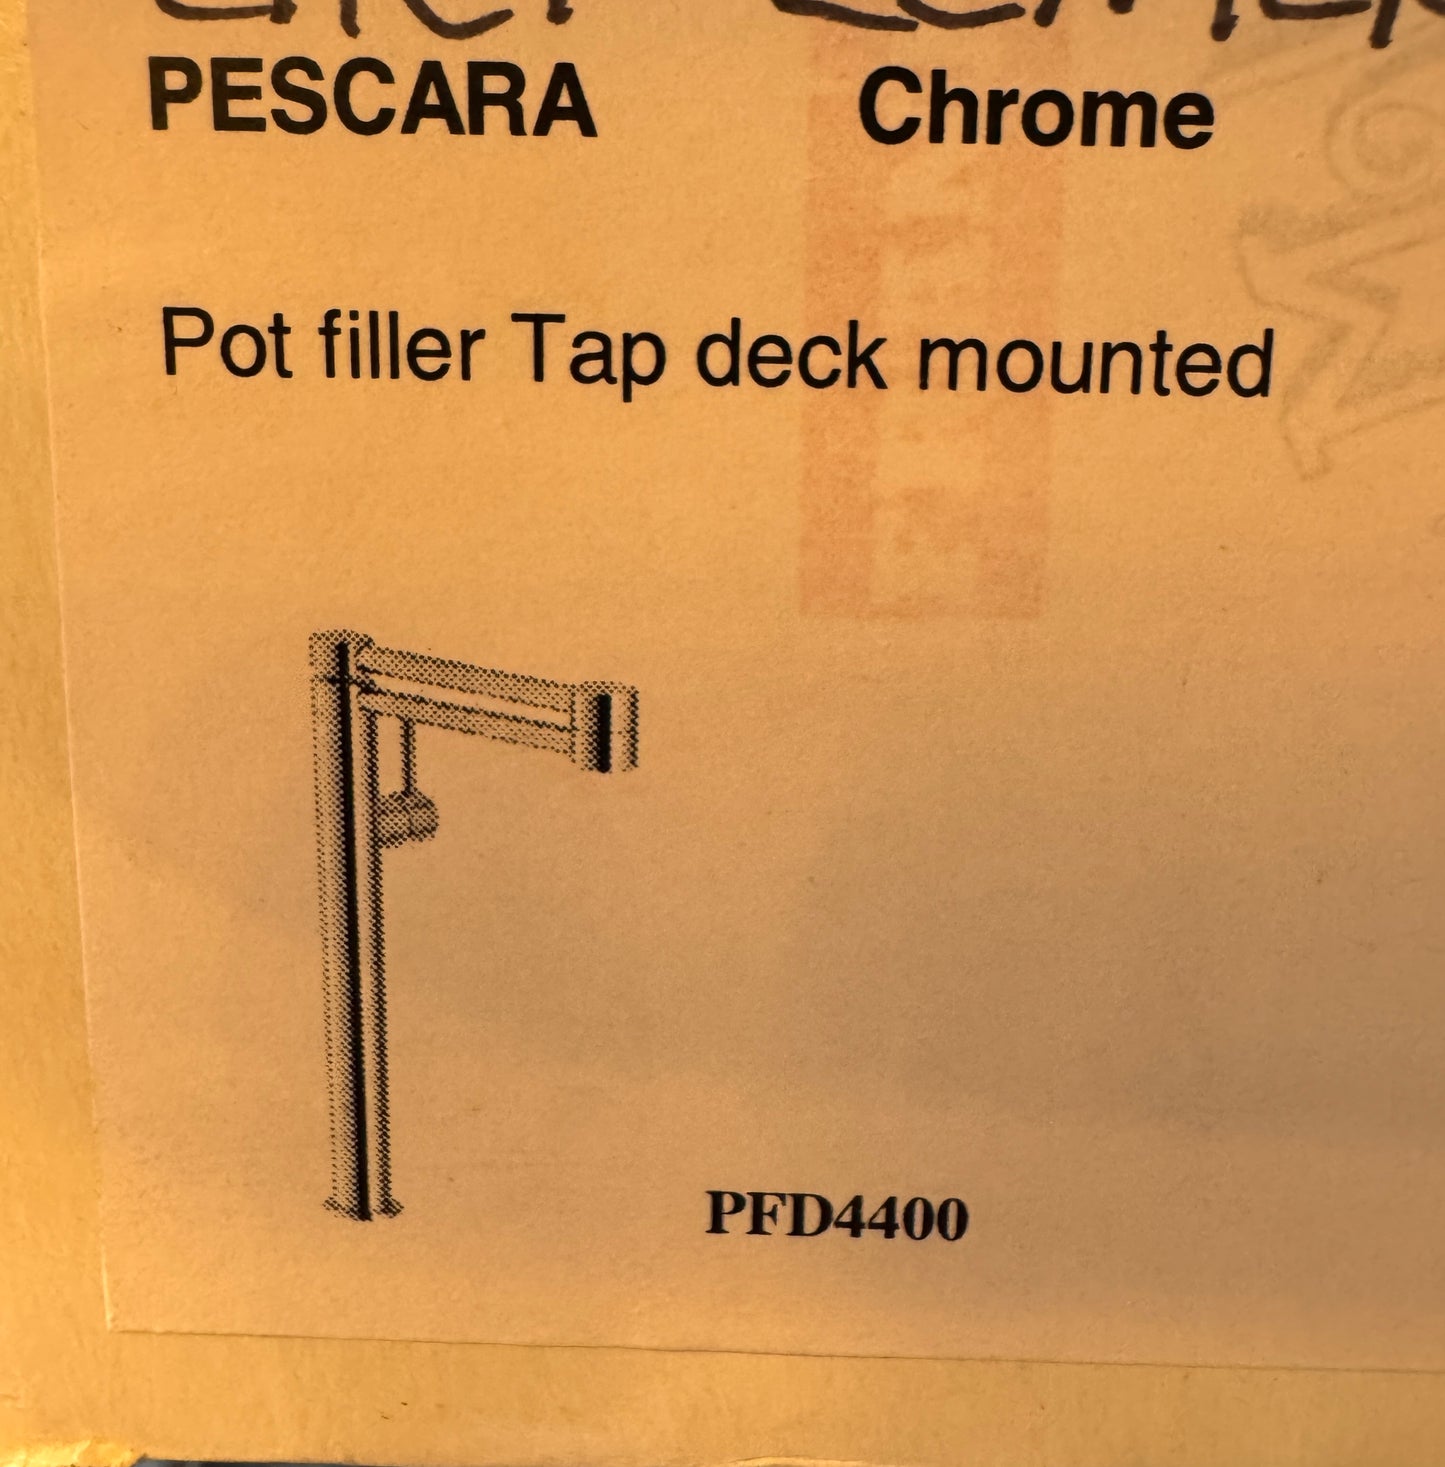 PESCARA Chrome
Pot filler Tap deck mounted
PFD4400